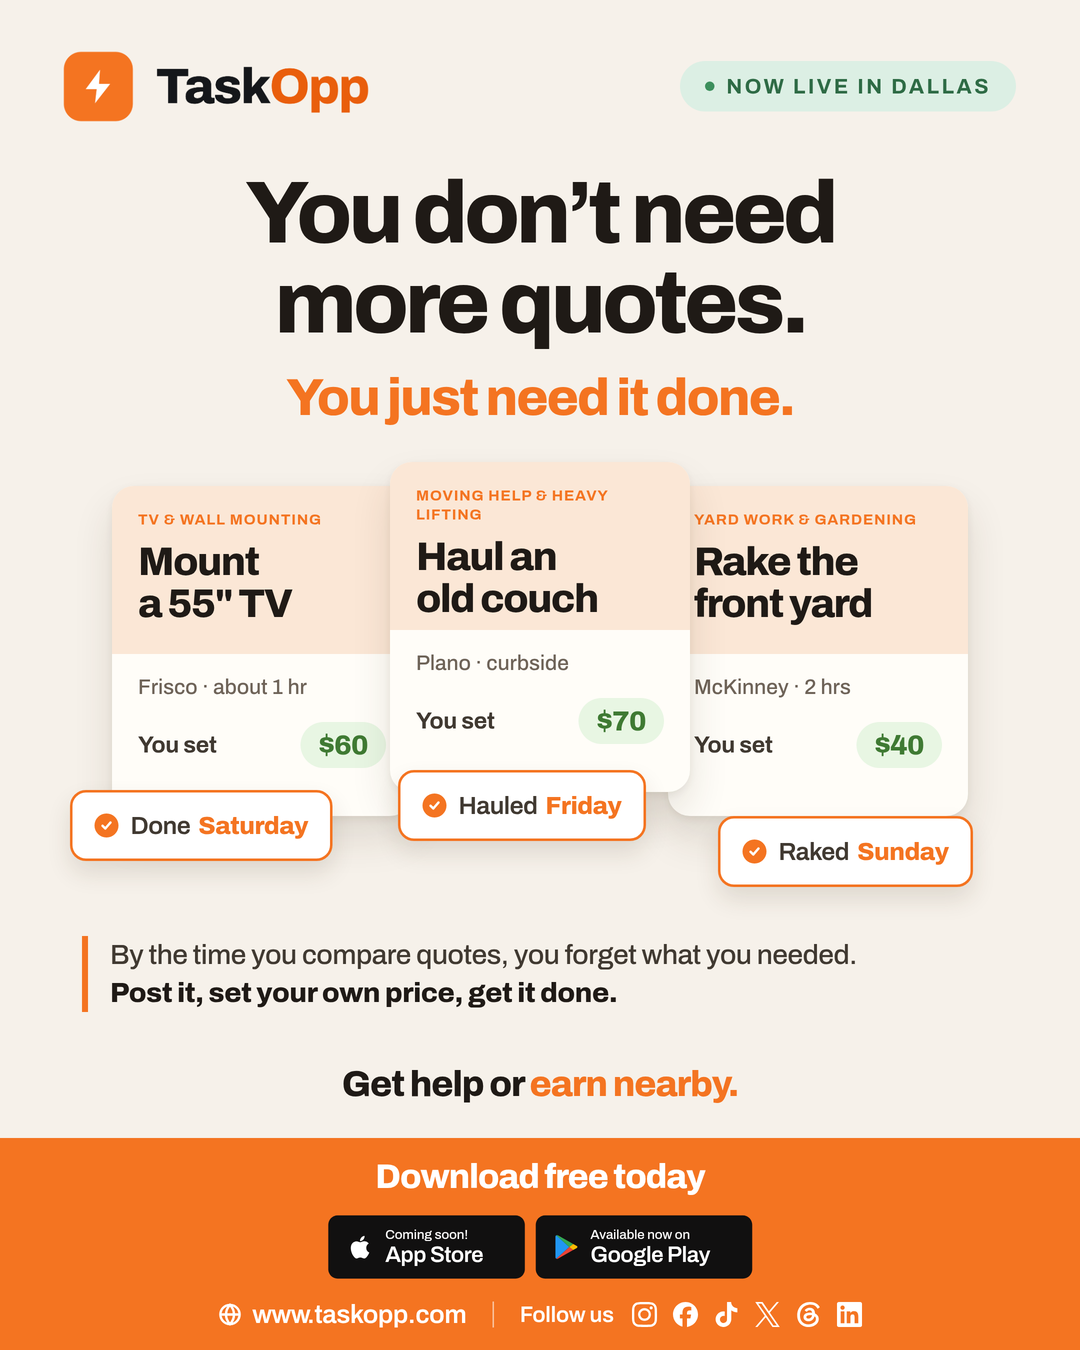 TaskOpp
NOW LIVE IN DALLAS
You don’t need
more quotes.
You just need it done.
TV & WALL MOUNTING
Mount
a 55" TV
Frisco · about 1 hr
You set $60
Done Saturday
MOVING HELP & HEAVY
LIFTING
Haul an
old couch
Plano · curbside
You set $70
Hauled Friday
YARD WORK & GARDENING
Rake the
front yard
McKinney · 2 hrs
You set $40
Raked Sunday
By the time you compare quotes, you forget what you needed.
Post it, set your own price, get it done.
Get help or earn nearby.
Download free today
Coming soon!
App Store
Available now on
Google Play
www.taskopp.com
Follow us